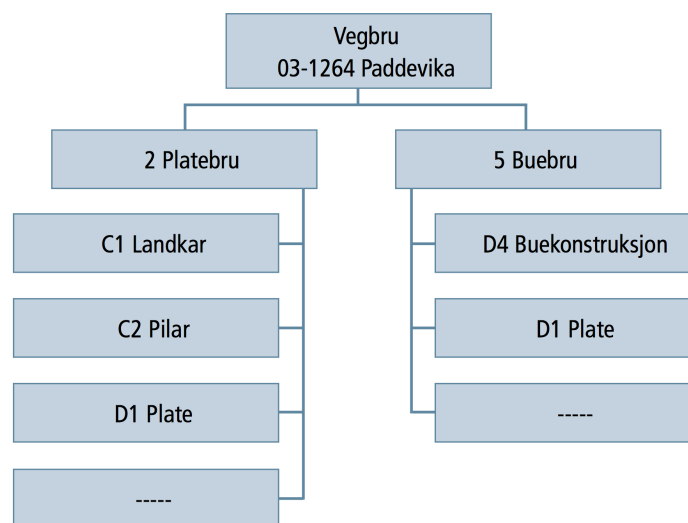 Vegbru
03-1264 Paddevika
2 Platebru
5 Buebru
C1 Landkar
D4 Buekonstruksjon
C2 Pilar
D1 Plate
D1 Plate
-----
-----